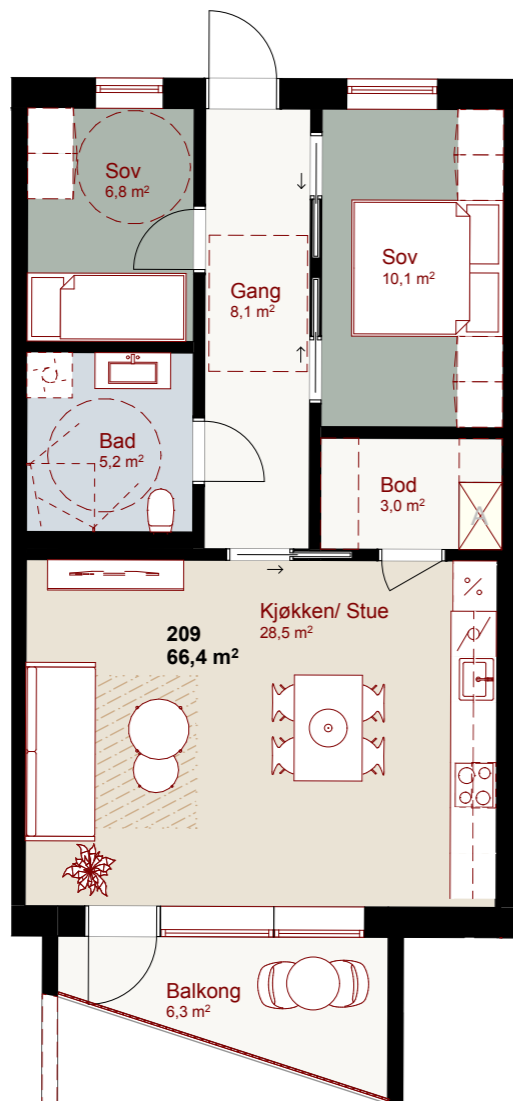 Sov
6,8 m²
Sov
10,1 m²
Gang
8,1 m²
Bad
5,2 m²
Bod
3,0 m²
A
Kjøkken/ Stue
28,5 m²
209
66,4 m²
Balkong
6,3 m²